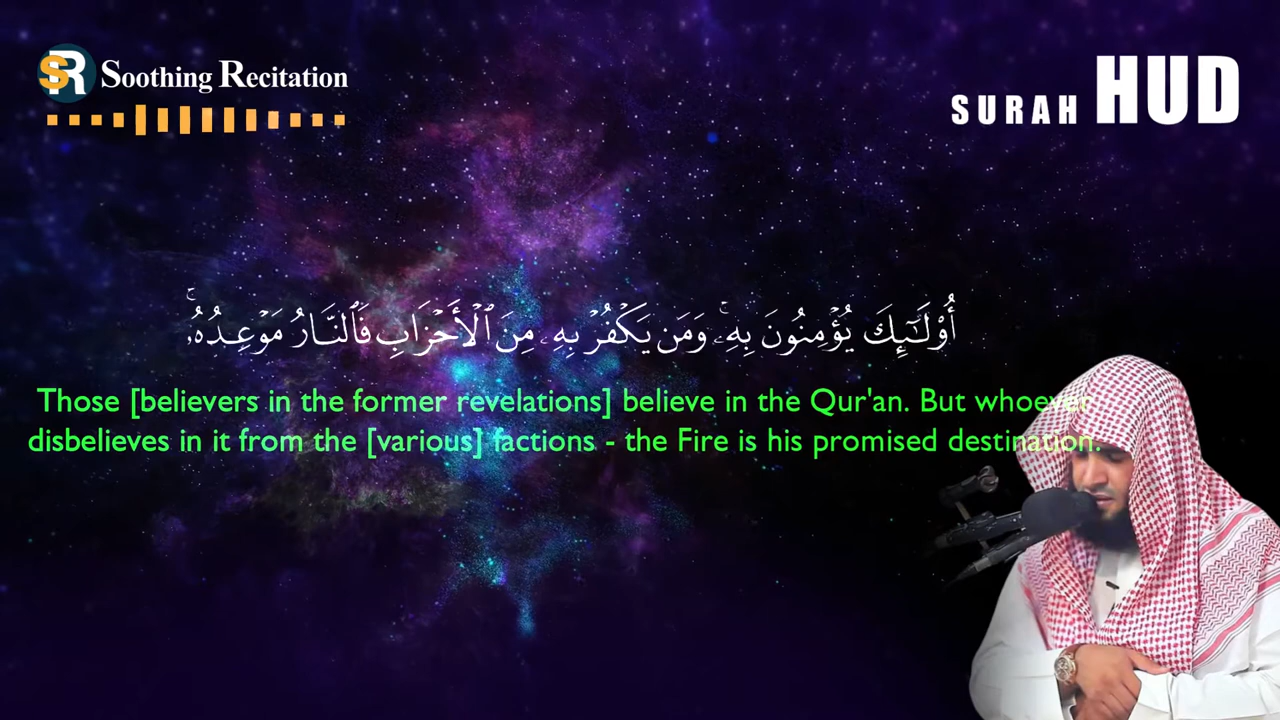 SR Soothing Recitation
SURAH HUD
أُوْلَـٰٓئِكَ يُؤْمِنُونَ بِهِۦۚ وَمَن يَكْفُرْ بِهِۦ مِنَ ٱلْأَحْزَابِ فَٱلنَّارُ مَوْعِدُهُۥۚ
Those [believers in the former revelations] believe in the Qur'an. But whoever
disbelieves in it from the [various] factions - the Fire is his promised destination.